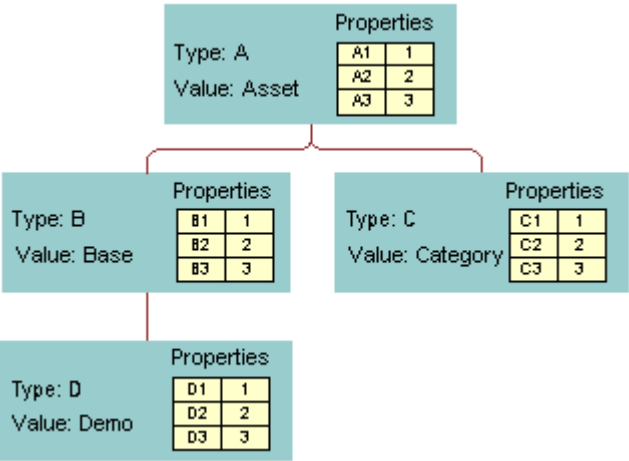 Properties
Type: A
A1 1
Value: Asset
A2 2
A3 3
Properties
Type: B
B1 1
Value: Base
B2 2
B3 3
Properties
Type: C
C1 1
Value: Category
C2 2
C3 3
Properties
Type: D
D1 1
Value: Demo
D2 2
D3 3